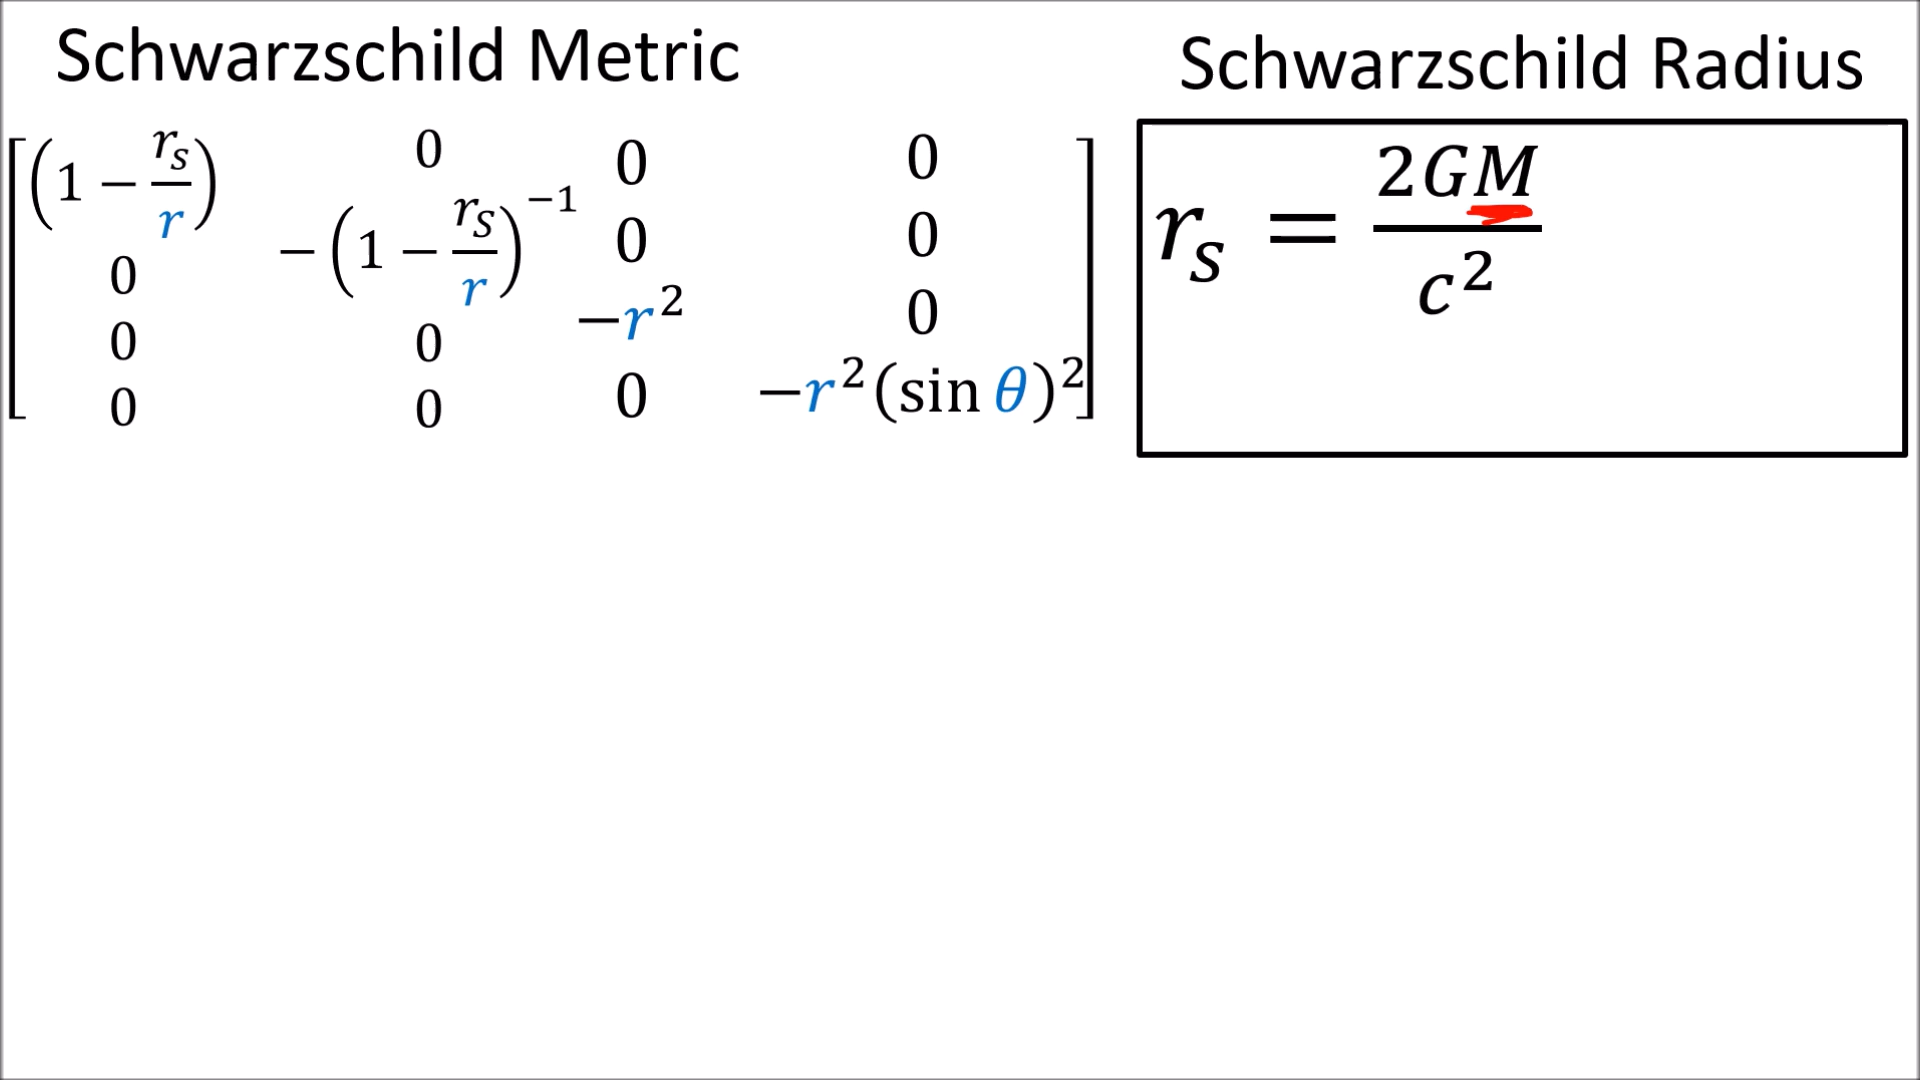 Schwarzschild Metric
[(1 − r_s/r) 0 0 0
0 −(1 − r_s/r)^−1 0 0
0 0 −r^2 0
0 0 0 −r^2(sin θ)^2]
Schwarzschild Radius
r_s = 2GM/c^2